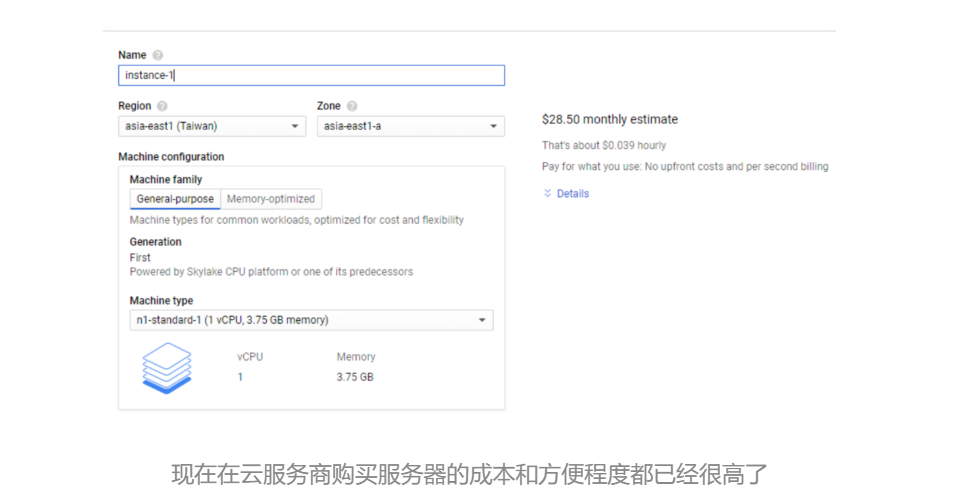 Name
instance-1
Region Zone
asia-east1 (Taiwan) asia-east1-a
Machine configuration
Machine family
General-purpose Memory-optimized
Machine types for common workloads, optimized for cost and flexibility
Generation
First
Powered by Skylake CPU platform or one of its predecessors
Machine type
n1-standard-1 (1 vCPU, 3.75 GB memory)
vCPU Memory
1 3.75 GB
$28.50 monthly estimate
That's about $0.039 hourly
Pay for what you use: No upfront costs and per second billing
Details
现在在云服务商购买服务器的成本和方便程度都已经很高了